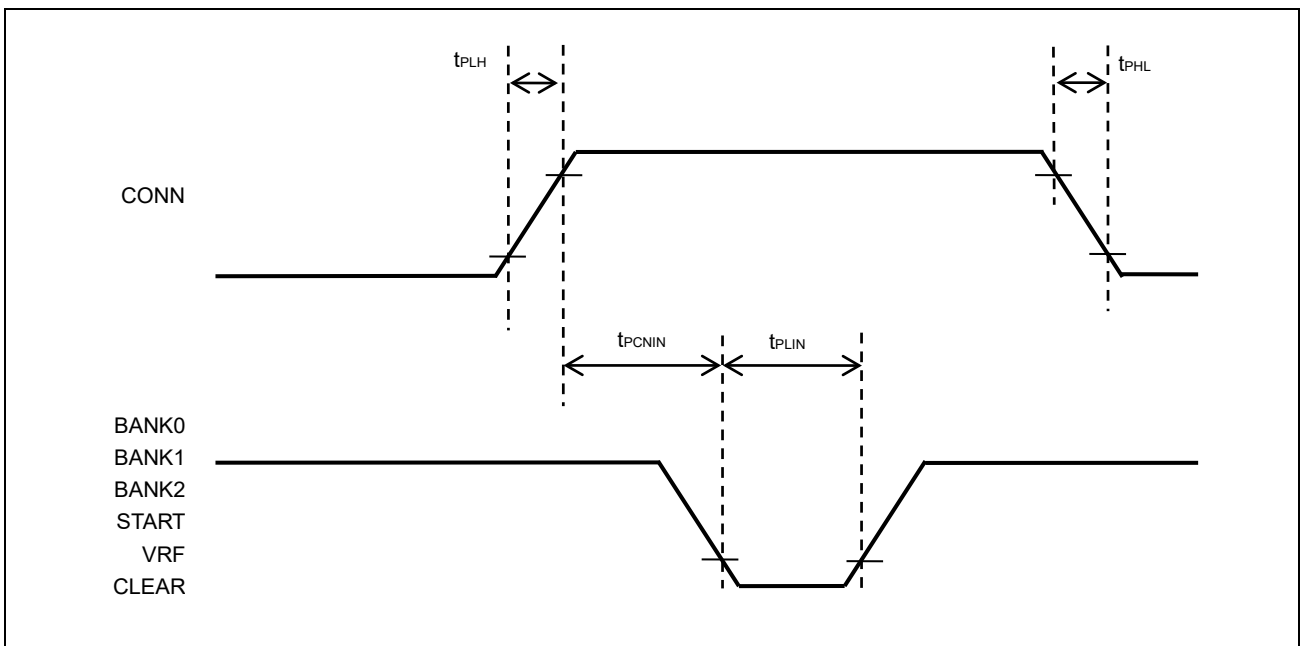 tPLH
tPHL
CONN
tPCNIN
tPLIN
BANK0
BANK1
BANK2
START
VRF
CLEAR